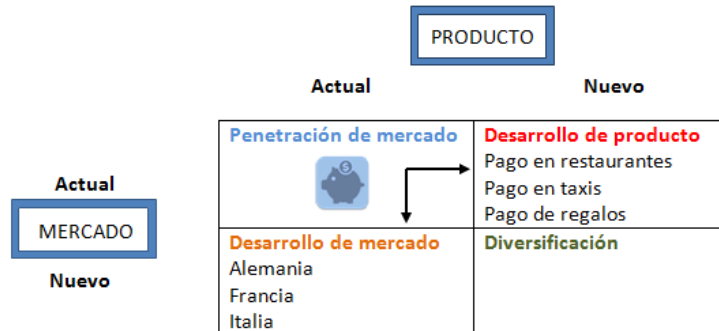 PRODUCTO
Actual Nuevo
Penetración de mercado
$
Desarrollo de producto
Pago en restaurantes
Pago en taxis
Pago de regalos
Actual
MERCADO
Nuevo
Desarrollo de mercado
Alemania
Francia
Italia
Diversificación